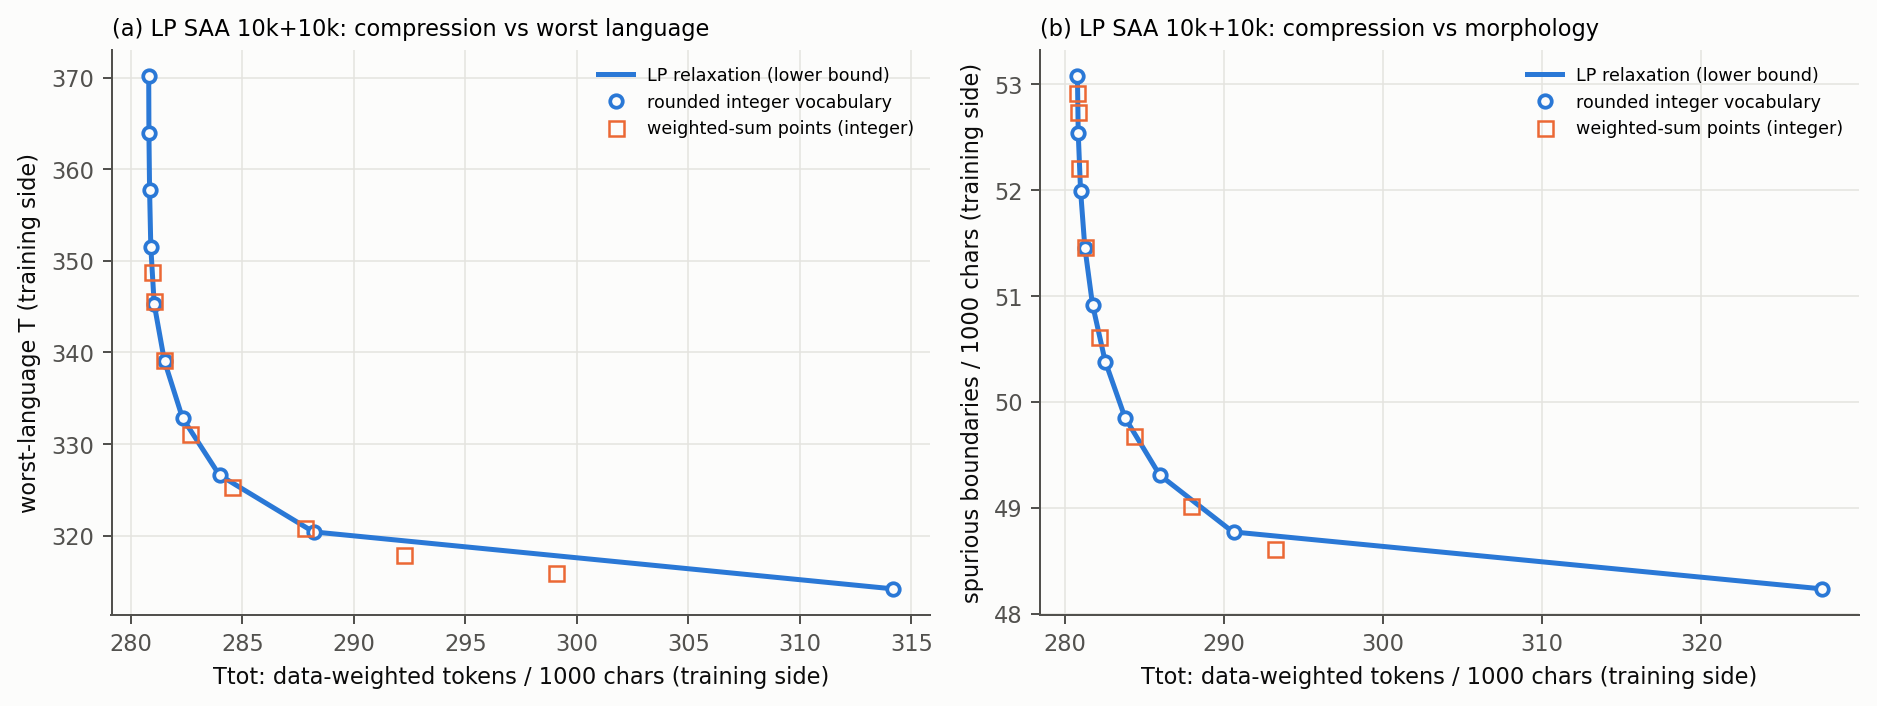 (a) LP SAA 10k+10k: compression vs worst language
LP relaxation (lower bound)
rounded integer vocabulary
weighted-sum points (integer)
370
360
350
340
330
320
worst-language T (training side)
280
285
290
295
300
305
310
315
Ttot: data-weighted tokens / 1000 chars (training side)
(b) LP SAA 10k+10k: compression vs morphology
LP relaxation (lower bound)
rounded integer vocabulary
weighted-sum points (integer)
53
52
51
50
49
48
spurious boundaries / 1000 chars (training side)
280
290
300
310
320
Ttot: data-weighted tokens / 1000 chars (training side)